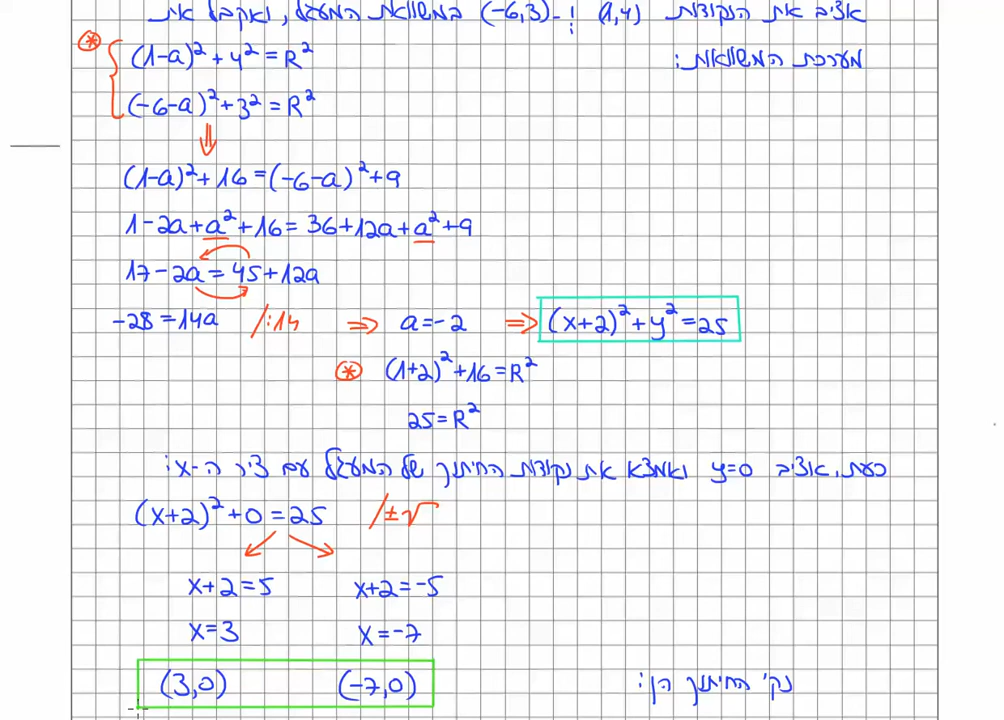 אציב את הנקודות (1,4) ו- (-6,3) במשוואת המעגל, ואקבל את
מערכת המשוואות:
(1-a)²+4²=R²
(-6-a)²+3²=R²
⇓
(1-a)²+16=(-6-a)²+9
1-2a+a²+16=36+12a+a²+9
17-2a=45+12a
-28=14a /:14 ⇒ a=-2 ⇒ (x+2)²+y²=25
(1+2)²+16=R²
25=R²
כעת, אציב y=0 ואמצא את נקודות החיתוך של המעגל עם ציר ה-x:
(x+2)²+0=25 /±√
x+2=5 x+2=-5
x=3 x=-7
נק' החיתוך הן: (3,0) (-7,0)